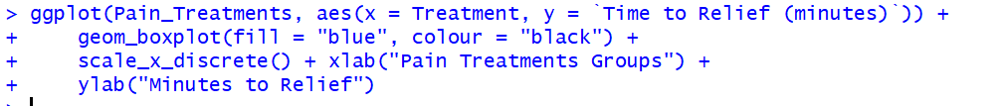 > ggplot(Pain_Treatments, aes(x = Treatment, y = `Time to Relief (minutes)`)) +
+     geom_boxplot(fill = "blue", colour = "black") +
+     scale_x_discrete() + xlab("Pain Treatments Groups") +
+     ylab("Minutes to Relief")
>